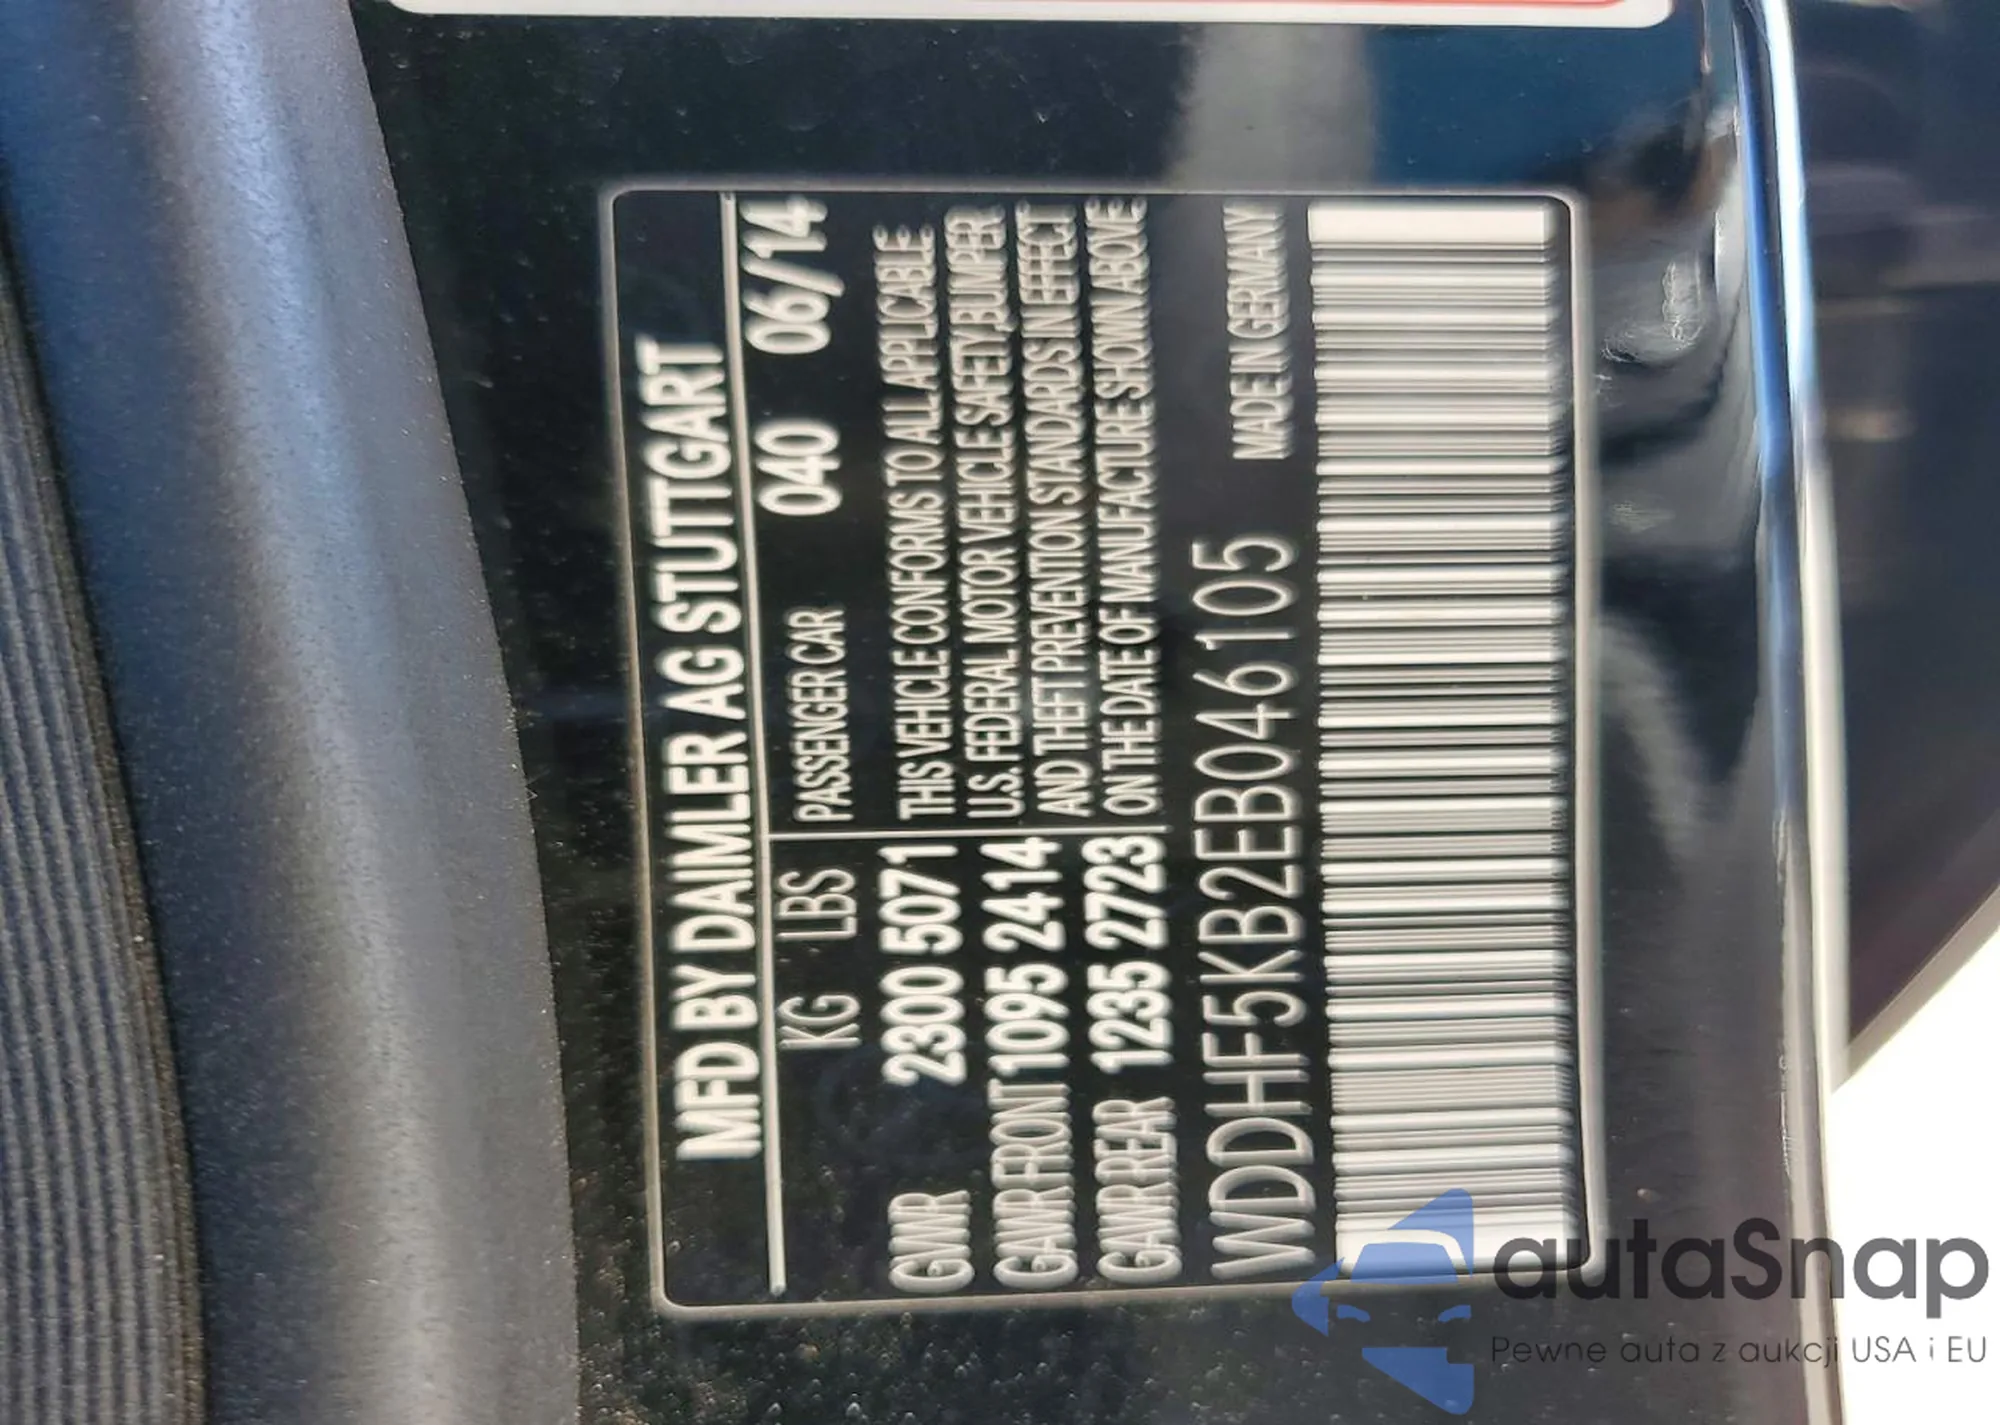 MFD BY DAIMLER AG STUTTGART
KG LBS PASSENGER CAR 040 06/14
GVWR 2300 5071 THIS VEHICLE CONFORMS TO ALL APPLICABLE
U.S. FEDERAL MOTOR VEHICLE SAFETY,BUMPER
GAWR FRONT 1095 2414 AND THEFT PREVENTION STANDARDS IN EFFECT
GAWR REAR 1235 2723 ON THE DATE OF MANUFACTURE SHOWN ABOVE.
WDDHF5KB2EB046105 MADE IN GERMANY
autaSnap
Pewne auta z aukcji USA i EU